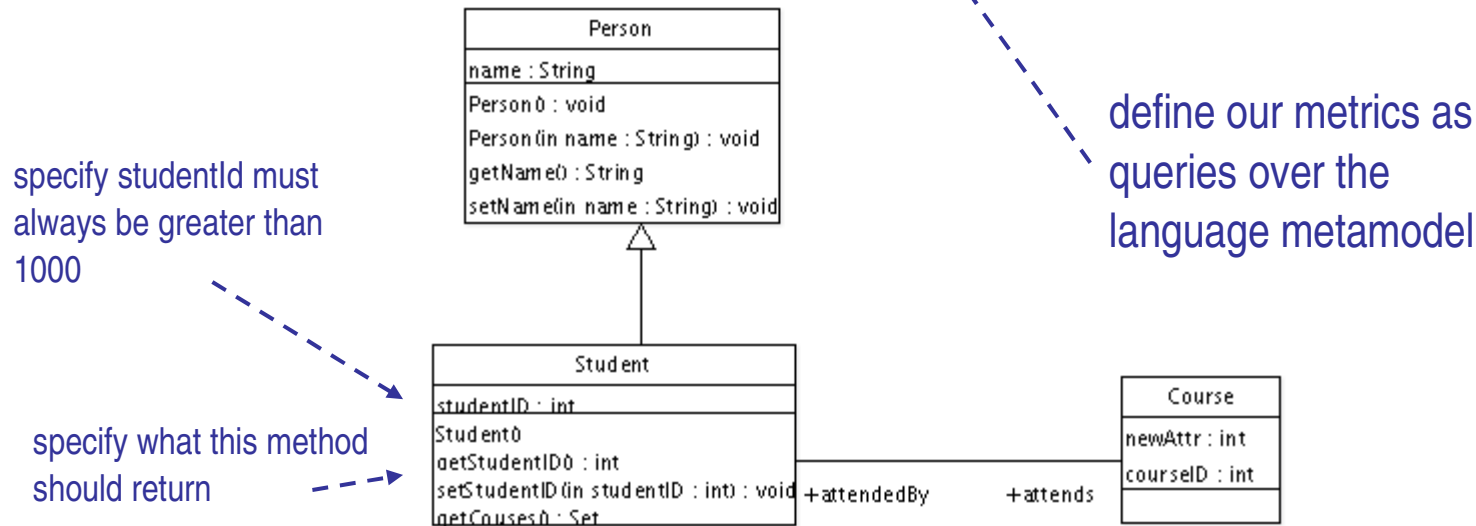 Person
name : String
Person() : void
Person(in name : String) : void
getName() : String
setName(in name : String) : void
define our metrics as
queries over the
language metamodel
specify studentId must
always be greater than
1000
Student
studentID : int
Student()
getStudentID() : int
setStudentID(in studentID : int) : void
getCouses() : Set
specify what this method
should return
+attendedBy
+attends
Course
newAttr : int
courseID : int